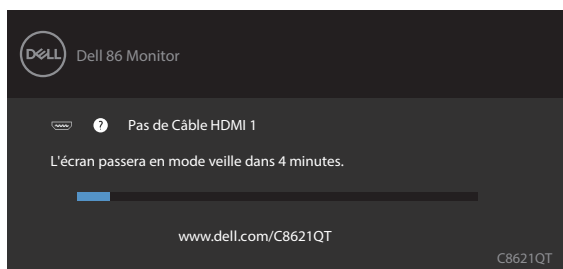 DELL
Dell 86 Monitor
? Pas de Câble HDMI 1
L'écran passera en mode veille dans 4 minutes.
www.dell.com/C8621QT
C8621QT